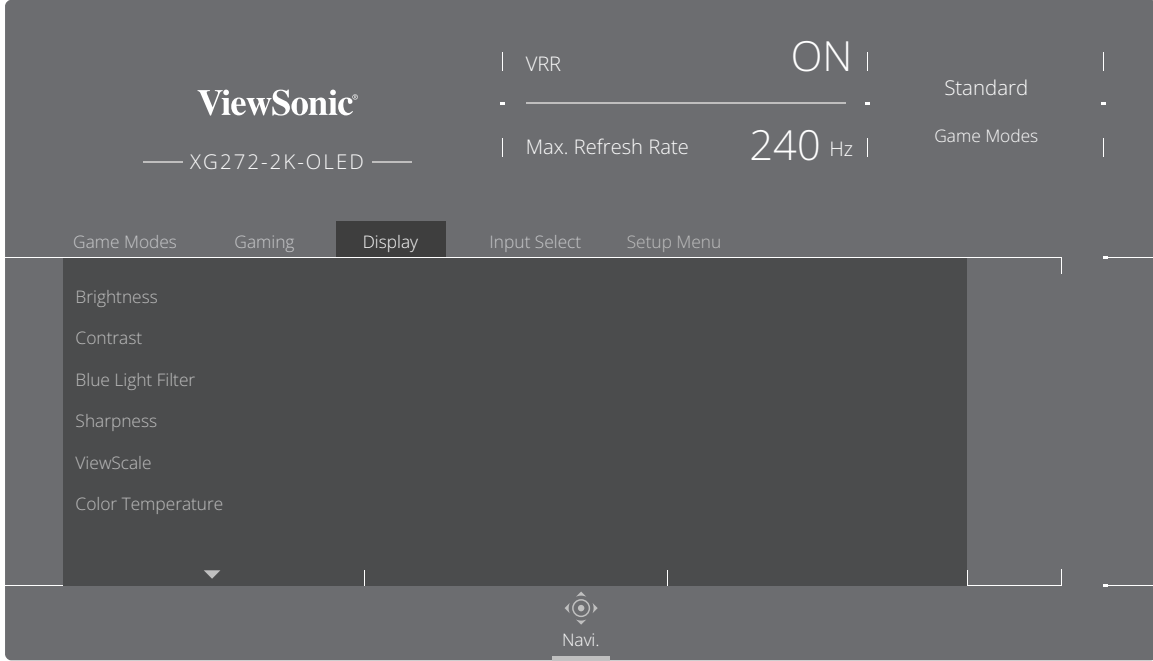 ViewSonic®
XG272-2K-OLED
VRR ON
Max. Refresh Rate 240 Hz
Standard
Game Modes
Game Modes Gaming Display Input Select Setup Menu
Brightness
Contrast
Blue Light Filter
Sharpness
ViewScale
Color Temperature
Navi.